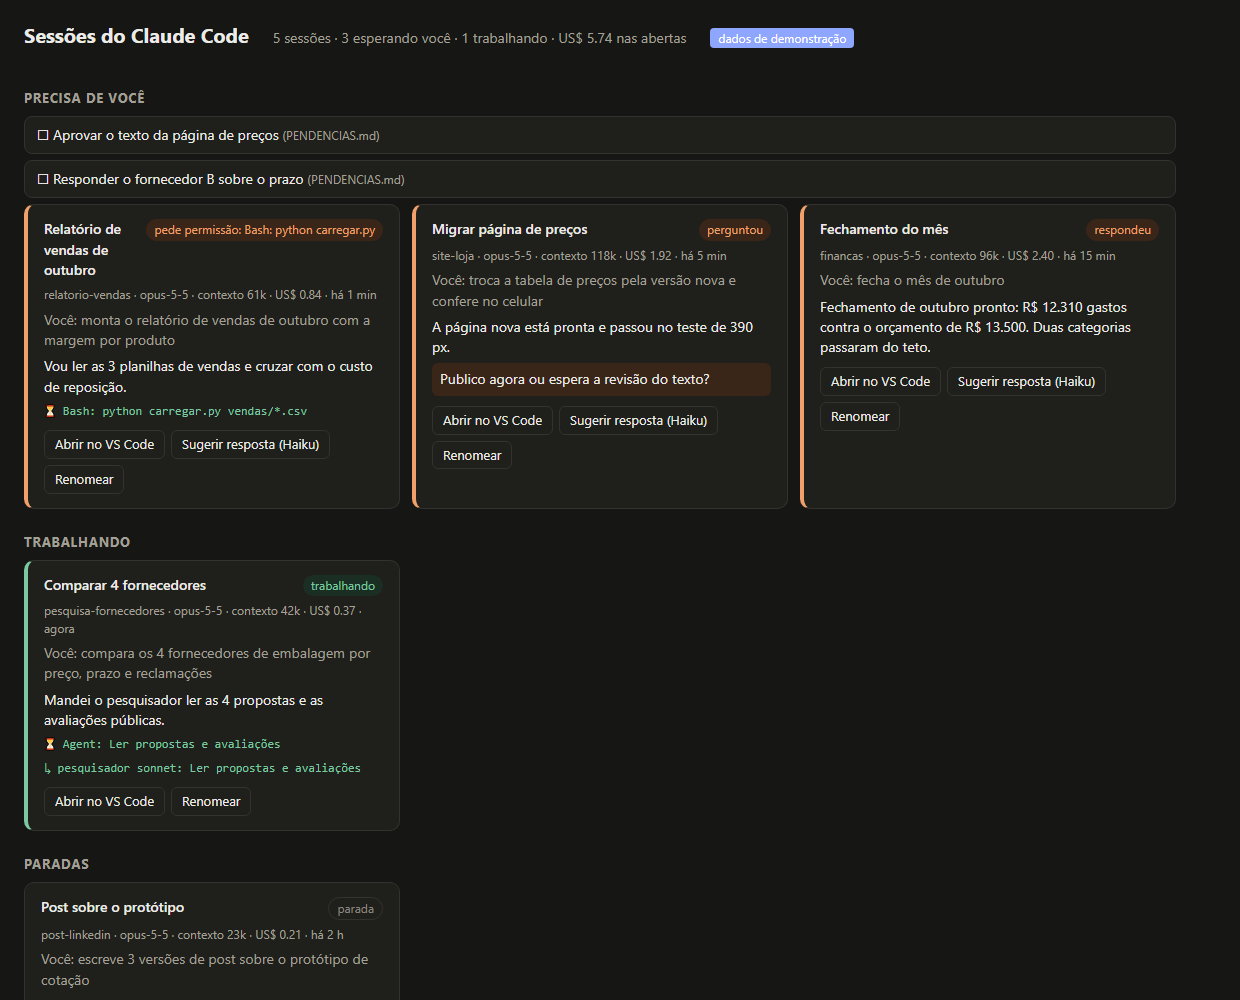 Sessões do Claude Code
5 sessões · 3 esperando você · 1 trabalhando · US$ 5.74 nas abertas
dados de demonstração
PRECISA DE VOCÊ
☐ Aprovar o texto da página de preços (PENDENCIAS.md)
☐ Responder o fornecedor B sobre o prazo (PENDENCIAS.md)
Relatório de
vendas de
outubro
pede permissão: Bash: python carregar.py
relatorio-vendas · opus-5-5 · contexto 61k · US$ 0.84 · há 1 min
Você: monta o relatório de vendas de outubro com a
margem por produto
Vou ler as 3 planilhas de vendas e cruzar com o custo
de reposição.
⏳ Bash: python carregar.py vendas/*.csv
Abrir no VS Code
Sugerir resposta (Haiku)
Renomear
Migrar página de preços
perguntou
site-loja · opus-5-5 · contexto 118k · US$ 1.92 · há 5 min
Você: troca a tabela de preços pela versão nova e
confere no celular
A página nova está pronta e passou no teste de 390
px.
Publico agora ou espera a revisão do texto?
Abrir no VS Code
Sugerir resposta (Haiku)
Renomear
Fechamento do mês
respondeu
financas · opus-5-5 · contexto 96k · US$ 2.40 · há 15 min
Você: fecha o mês de outubro
Fechamento de outubro pronto: R$ 12.310 gastos
contra o orçamento de R$ 13.500. Duas categorias
passaram do teto.
Abrir no VS Code
Sugerir resposta (Haiku)
Renomear
TRABALHANDO
Comparar 4 fornecedores
trabalhando
pesquisa-fornecedores · opus-5-5 · contexto 42k · US$ 0.37 ·
agora
Você: compara os 4 fornecedores de embalagem por
preço, prazo e reclamações
Mandei o pesquisador ler as 4 propostas e as
avaliações públicas.
⏳ Agent: Ler propostas e avaliações
↳ pesquisador sonnet: Ler propostas e avaliações
Abrir no VS Code
Renomear
PARADAS
Post sobre o protótipo
parada
post-linkedin · opus-5-5 · contexto 23k · US$ 0.21 · há 2 h
Você: escreve 3 versões de post sobre o protótipo de
cotação